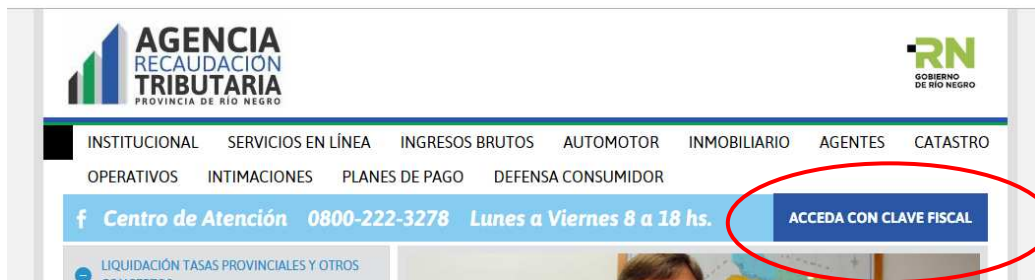 AGENCIA
RECAUDACIÓN
TRIBUTARIA
PROVINCIA DE RÍO NEGRO
RN
GOBIERNO
DE RÍO NEGRO
INSTITUCIONAL SERVICIOS EN LÍNEA INGRESOS BRUTOS AUTOMOTOR INMOBILIARIO AGENTES CATASTRO
OPERATIVOS INTIMACIONES PLANES DE PAGO DEFENSA CONSUMIDOR
f Centro de Atención 0800-222-3278 Lunes a Viernes 8 a 18 hs. ACCEDA CON CLAVE FISCAL
LIQUIDACIÓN TASAS PROVINCIALES Y OTROS